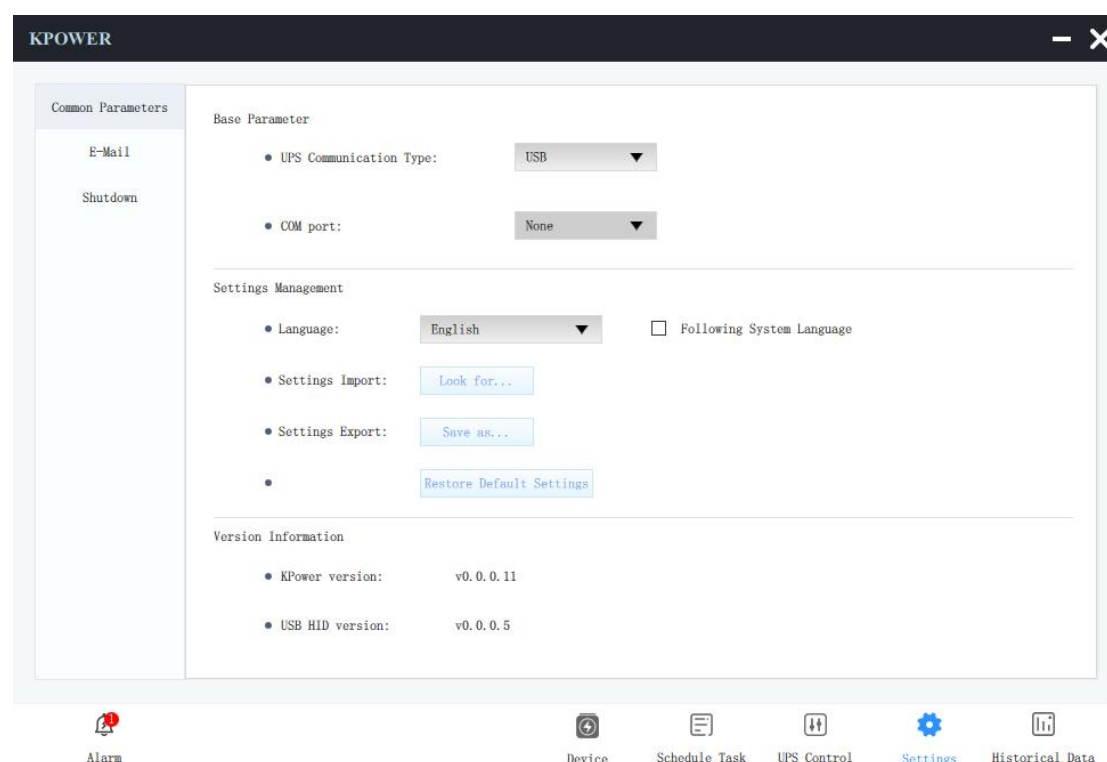 KPOWER
Common Parameters
E-Mail
Shutdown
Base Parameter
UPS Communication Type: USB
COM port: None
Settings Management
Language: English Following System Language
Settings Import: Look for...
Settings Export: Save as...
Restore Default Settings
Version Information
KPower version: v0.0.0.11
USB HID version: v0.0.0.5
1
Alarm Device Schedule Task UPS Control Settings Historical Data